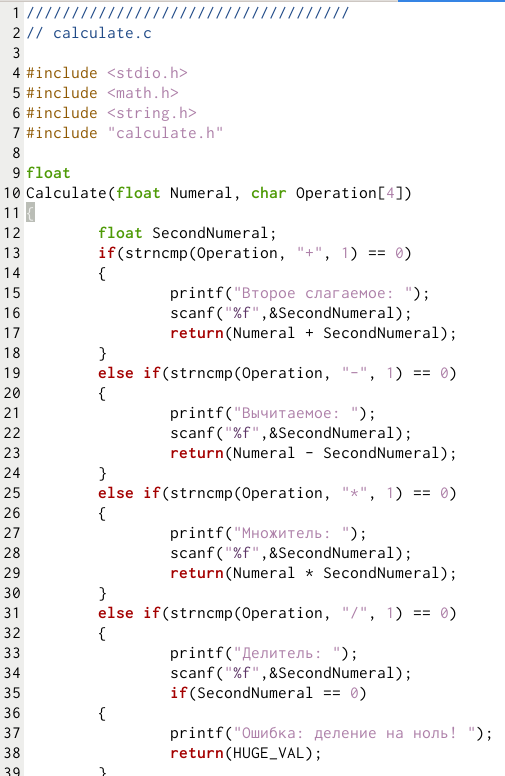 1 ////////////////////////////////////
2 // calculate.c
3
4 #include <stdio.h>
5 #include <math.h>
6 #include <string.h>
7 #include "calculate.h"
8
9 float
10 Calculate(float Numeral, char Operation[4])
11 {
12 float SecondNumeral;
13 if(strncmp(Operation, "+", 1) == 0)
14 {
15 printf("Второе слагаемое: ");
16 scanf("%f",&SecondNumeral);
17 return(Numeral + SecondNumeral);
18 }
19 else if(strncmp(Operation, "-", 1) == 0)
20 {
21 printf("Вычитаемое: ");
22 scanf("%f",&SecondNumeral);
23 return(Numeral - SecondNumeral);
24 }
25 else if(strncmp(Operation, "*", 1) == 0)
26 {
27 printf("Множитель: ");
28 scanf("%f",&SecondNumeral);
29 return(Numeral * SecondNumeral);
30 }
31 else if(strncmp(Operation, "/", 1) == 0)
32 {
33 printf("Делитель: ");
34 scanf("%f",&SecondNumeral);
35 if(SecondNumeral == 0)
36 {
37 printf("Ошибка: деление на ноль! ");
38 return(HUGE_VAL);
39 }